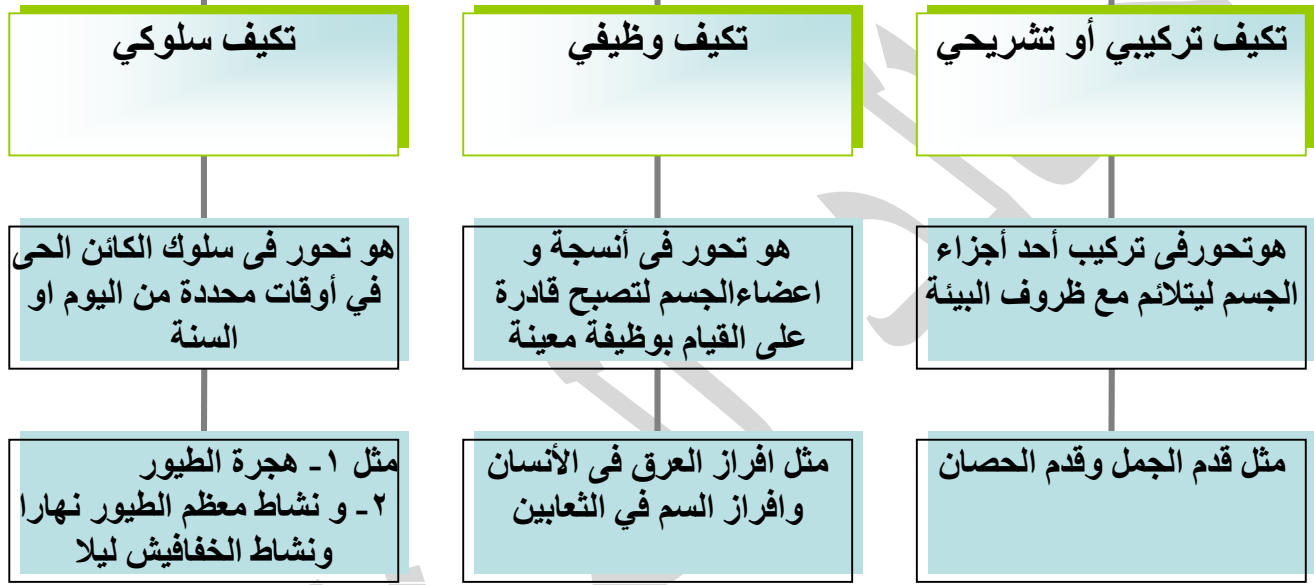 تكيف تركيبي أو تشريحي
هوتحورفى تركيب أحد أجزاء
الجسم ليتلائم مع ظروف البيئة
مثل قدم الجمل وقدم الحصان
تكيف وظيفي
هو تحور فى أنسجة و
اعضاءالجسم لتصبح قادرة
على القيام بوظيفة معينة
مثل افراز العرق فى الأنسان
وافراز السم في الثعابين
تكيف سلوكي
هو تحور فى سلوك الكائن الحى
في أوقات محددة من اليوم او
السنة
مثل ١- هجرة الطيور
٢- و نشاط معظم الطيور نهارا
ونشاط الخفافيش ليلا